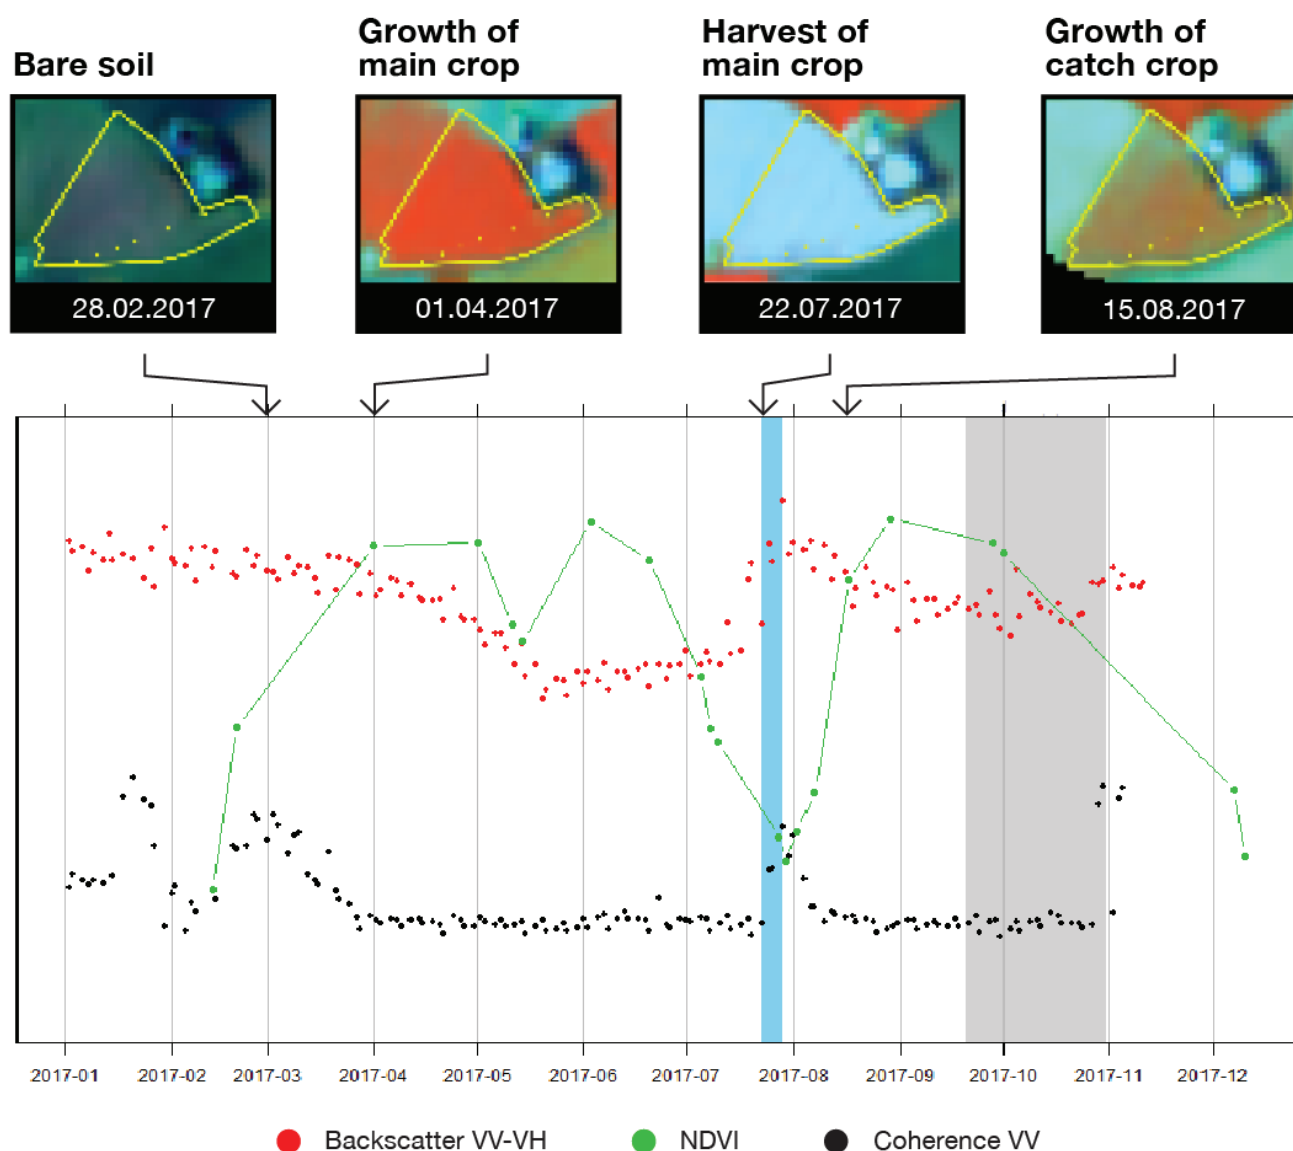 Bare soil
Growth of
main crop
Harvest of
main crop
Growth of
catch crop
28.02.2017
01.04.2017
22.07.2017
15.08.2017
2017-01
2017-02
2017-03
2017-04
2017-05
2017-06
2017-07
2017-08
2017-09
2017-10
2017-11
2017-12
Backscatter VV-VH
NDVI
Coherence VV